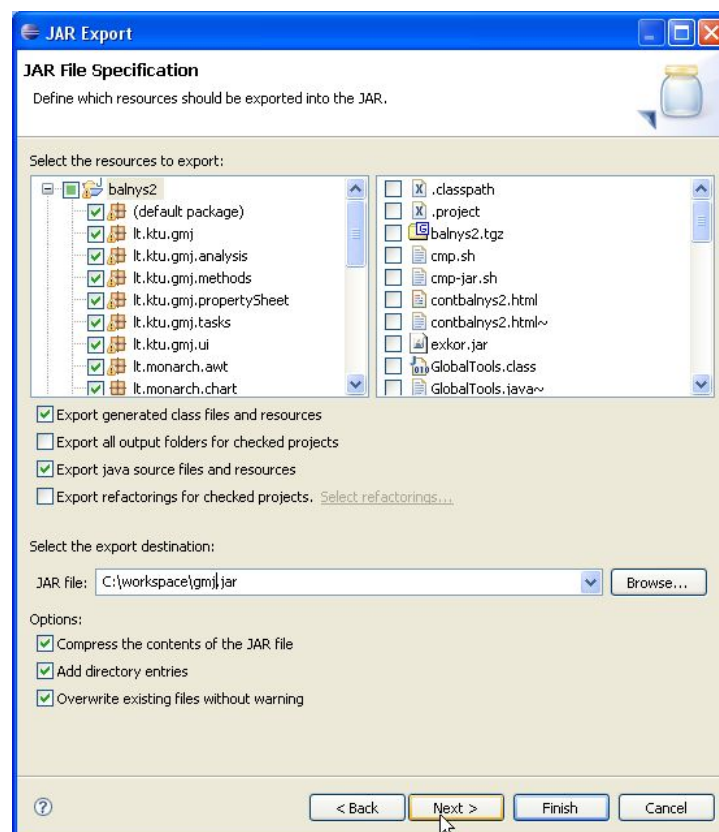 JAR Export
JAR File Specification
Define which resources should be exported into the JAR.
Select the resources to export:
balnys2
(default package)
lt.ktu.gmj
lt.ktu.gmj.analysis
lt.ktu.gmj.methods
lt.ktu.gmj.propertySheet
lt.ktu.gmj.tasks
lt.ktu.gmj.ui
lt.monarch.awt
lt.monarch.chart
.classpath
.project
balnys2.tgz
cmp.sh
cmp-jar.sh
contbalnys2.html
contbalnys2.html~
exkor.jar
GlobalTools.class
GlobalTools.java~
Export generated class files and resources
Export all output folders for checked projects
Export java source files and resources
Export refactorings for checked projects. Select refactorings...
Select the export destination:
JAR file: C:\workspace\gmj.jar Browse...
Options:
Compress the contents of the JAR file
Add directory entries
Overwrite existing files without warning
? < Back Next > Finish Cancel